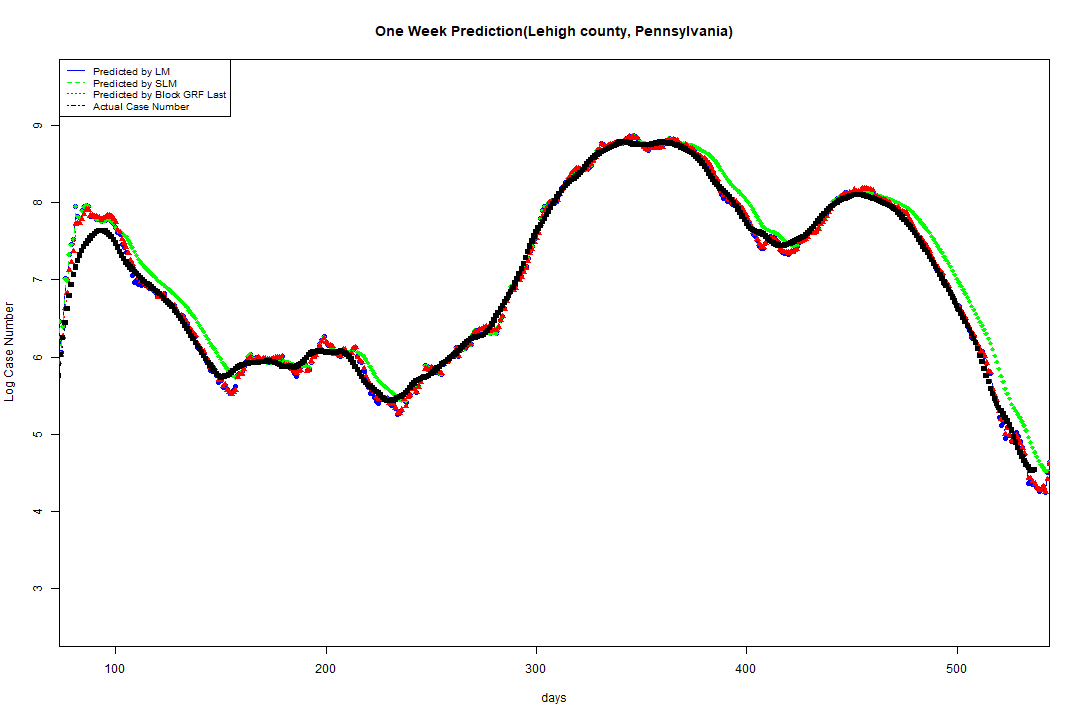 One Week Prediction(Lehigh county, Pennsylvania)
Predicted by LM
Predicted by SLM
Predicted by Block GRF Last
Actual Case Number
Log Case Number
9
8
7
6
5
4
3
100 200 300 400 500
days